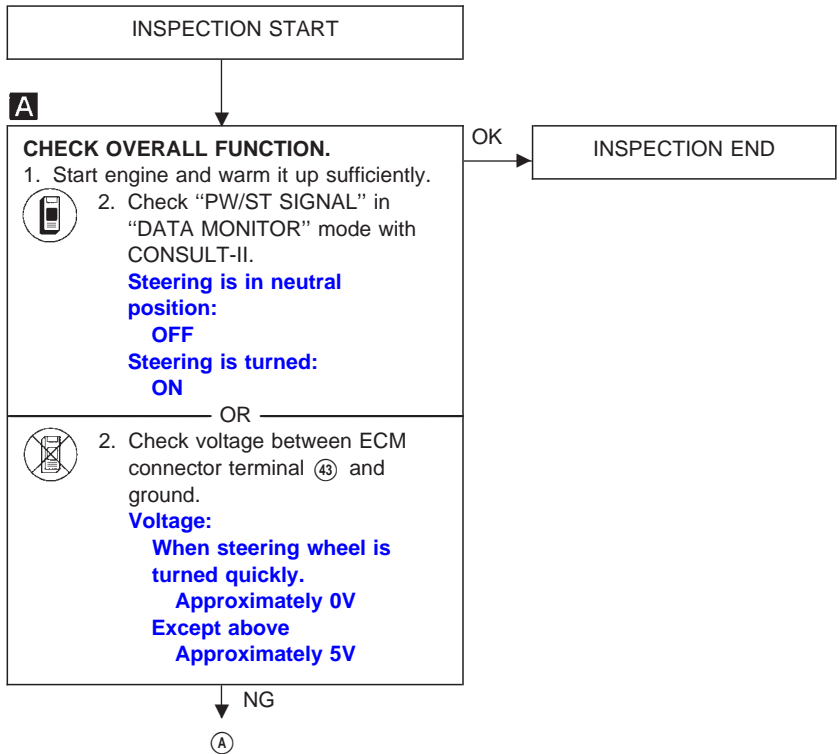 INSPECTION START
A
CHECK OVERALL FUNCTION.
OK
INSPECTION END
1. Start engine and warm it up sufficiently.
2. Check “PW/ST SIGNAL” in
“DATA MONITOR” mode with
CONSULT-II.
Steering is in neutral
position:
OFF
Steering is turned:
ON
OR
2. Check voltage between ECM
connector terminal ㊸ and
ground.
Voltage:
When steering wheel is
turned quickly.
Approximately 0V
Except above
Approximately 5V
NG
Ⓐ